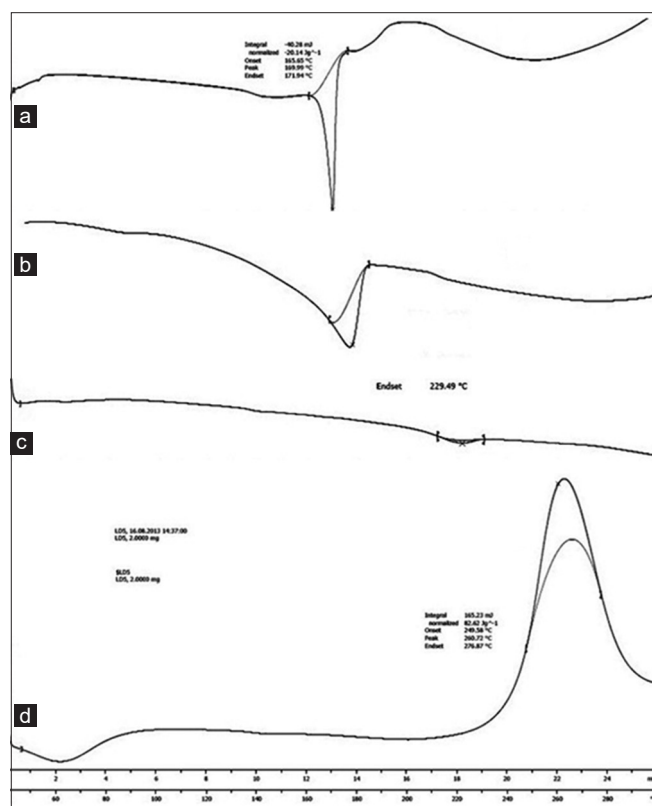 Integral -40.28 mJ
normalized -20.14 Jg^-1
Onset 165.65 °C
Peak 169.99 °C
Endset 171.94 °C
a
b
Endset 229.49 °C
c
LDS, 16.08.2013 14:37:00
LDS, 2.0000 mg
$LDS
LDS, 2.0000 mg
Integral 165.23 mJ
normalized 82.62 Jg^-1
Onset 249.58 °C
Peak 260.72 °C
Endset 276.87 °C
d
2 4 6 8 10 12 14 16 18 20 22 24 m
60 80 100 120 140 160 180 200 220 240 260 280 °